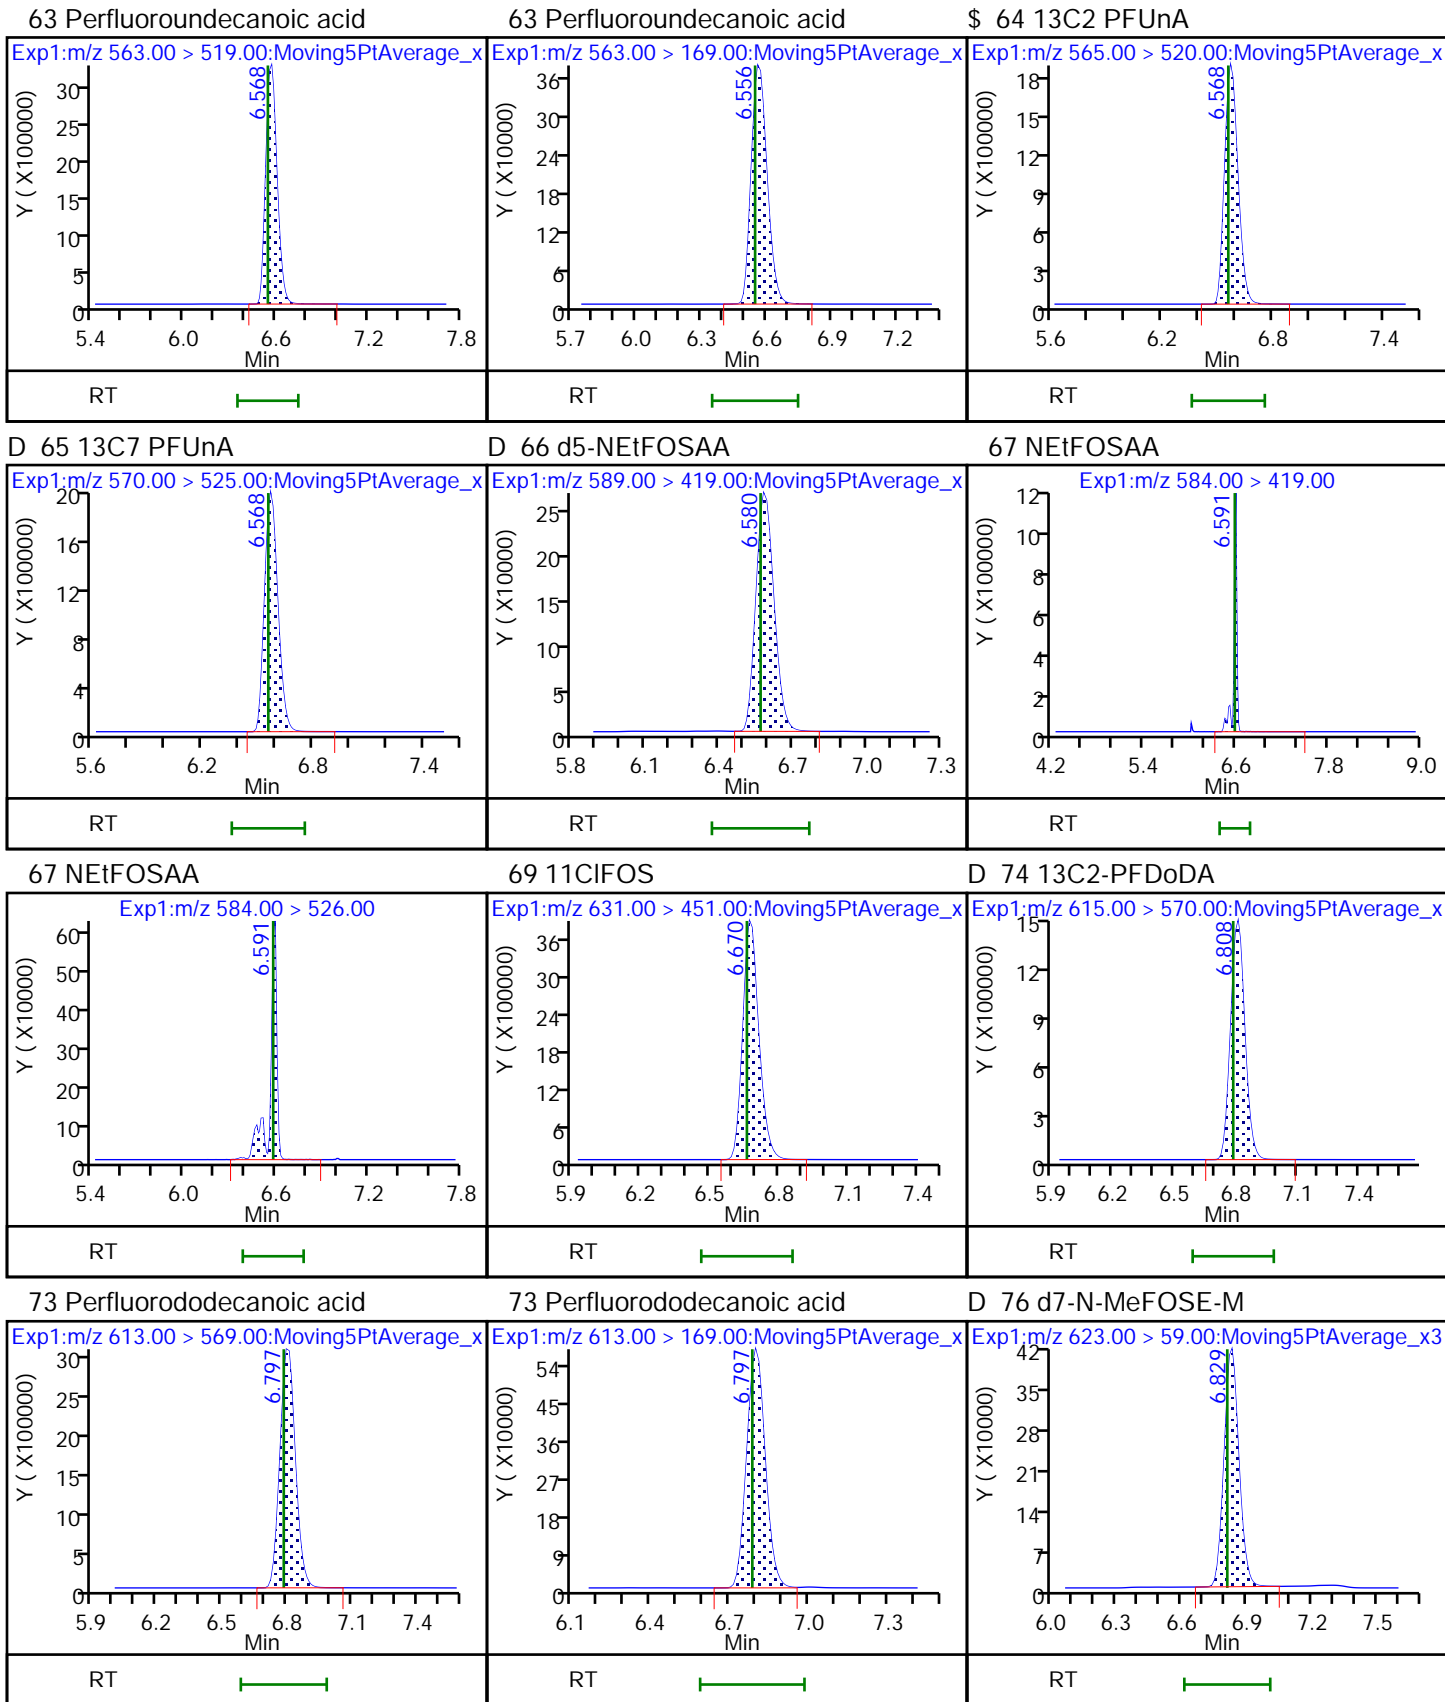 63 Perfluoroundecanoic acid
Exp1:m/z 563.00 > 519.00:Moving5PtAverage_x
Y ( X100000)
30
25
20
15
10
5
0
6.568
5.4 6.0 6.6 7.2 7.8
Min
RT
63 Perfluoroundecanoic acid
Exp1:m/z 563.00 > 169.00:Moving5PtAverage_x
Y ( X10000)
36
30
24
18
12
6
0
6.556
5.7 6.0 6.3 6.6 6.9 7.2
Min
RT
$ 64 13C2 PFUnA
Exp1:m/z 565.00 > 520.00:Moving5PtAverage_x
Y ( X100000)
18
15
12
9
6
3
0
6.568
5.6 6.2 6.8 7.4
Min
RT
D 65 13C7 PFUnA
Exp1:m/z 570.00 > 525.00:Moving5PtAverage_x
Y ( X100000)
20
16
12
8
4
0
6.568
5.6 6.2 6.8 7.4
Min
RT
D 66 d5-NEtFOSAA
Exp1:m/z 589.00 > 419.00:Moving5PtAverage_x
Y ( X10000)
25
20
15
10
5
0
6.580
5.8 6.1 6.4 6.7 7.0 7.3
Min
RT
67 NEtFOSAA
Exp1:m/z 584.00 > 419.00
Y ( X100000)
12
10
8
6
4
2
0
6.591
4.2 5.4 6.6 7.8 9.0
Min
RT
67 NEtFOSAA
Exp1:m/z 584.00 > 526.00
Y ( X10000)
60
50
40
30
20
10
0
6.591
5.4 6.0 6.6 7.2 7.8
Min
RT
69 11ClFOS
Exp1:m/z 631.00 > 451.00:Moving5PtAverage_x
Y ( X100000)
36
30
24
18
12
6
0
6.670
5.9 6.2 6.5 6.8 7.1 7.4
Min
RT
D 74 13C2-PFDoDA
Exp1:m/z 615.00 > 570.00:Moving5PtAverage_x
Y ( X100000)
15
12
9
6
3
0
6.808
5.9 6.2 6.5 6.8 7.1 7.4
Min
RT
73 Perfluorododecanoic acid
Exp1:m/z 613.00 > 569.00:Moving5PtAverage_x
Y ( X100000)
30
25
20
15
10
5
0
6.797
5.9 6.2 6.5 6.8 7.1 7.4
Min
RT
73 Perfluorododecanoic acid
Exp1:m/z 613.00 > 169.00:Moving5PtAverage_x
Y ( X10000)
54
45
36
27
18
9
0
6.797
6.1 6.4 6.7 7.0 7.3
Min
RT
D 76 d7-N-MeFOSE-M
Exp1:m/z 623.00 > 59.00:Moving5PtAverage_x3
Y ( X10000)
42
35
28
21
14
7
0
6.829
6.0 6.3 6.6 6.9 7.2 7.5
Min
RT